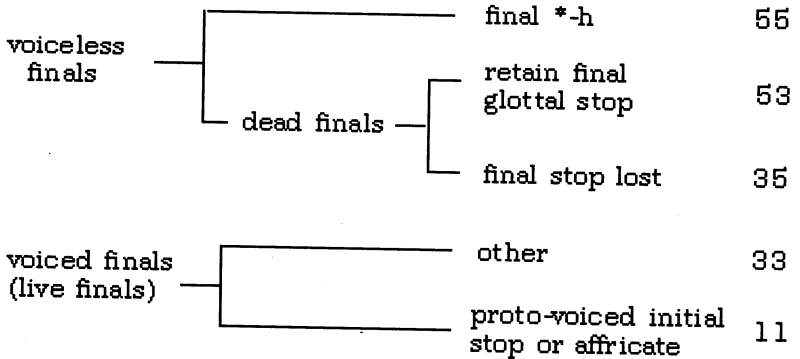 final *-h 55
voiceless
finals
retain final
glottal stop 53
dead finals
final stop lost 35
other 33
voiced finals
(live finals)
proto-voiced initial
stop or affricate 11